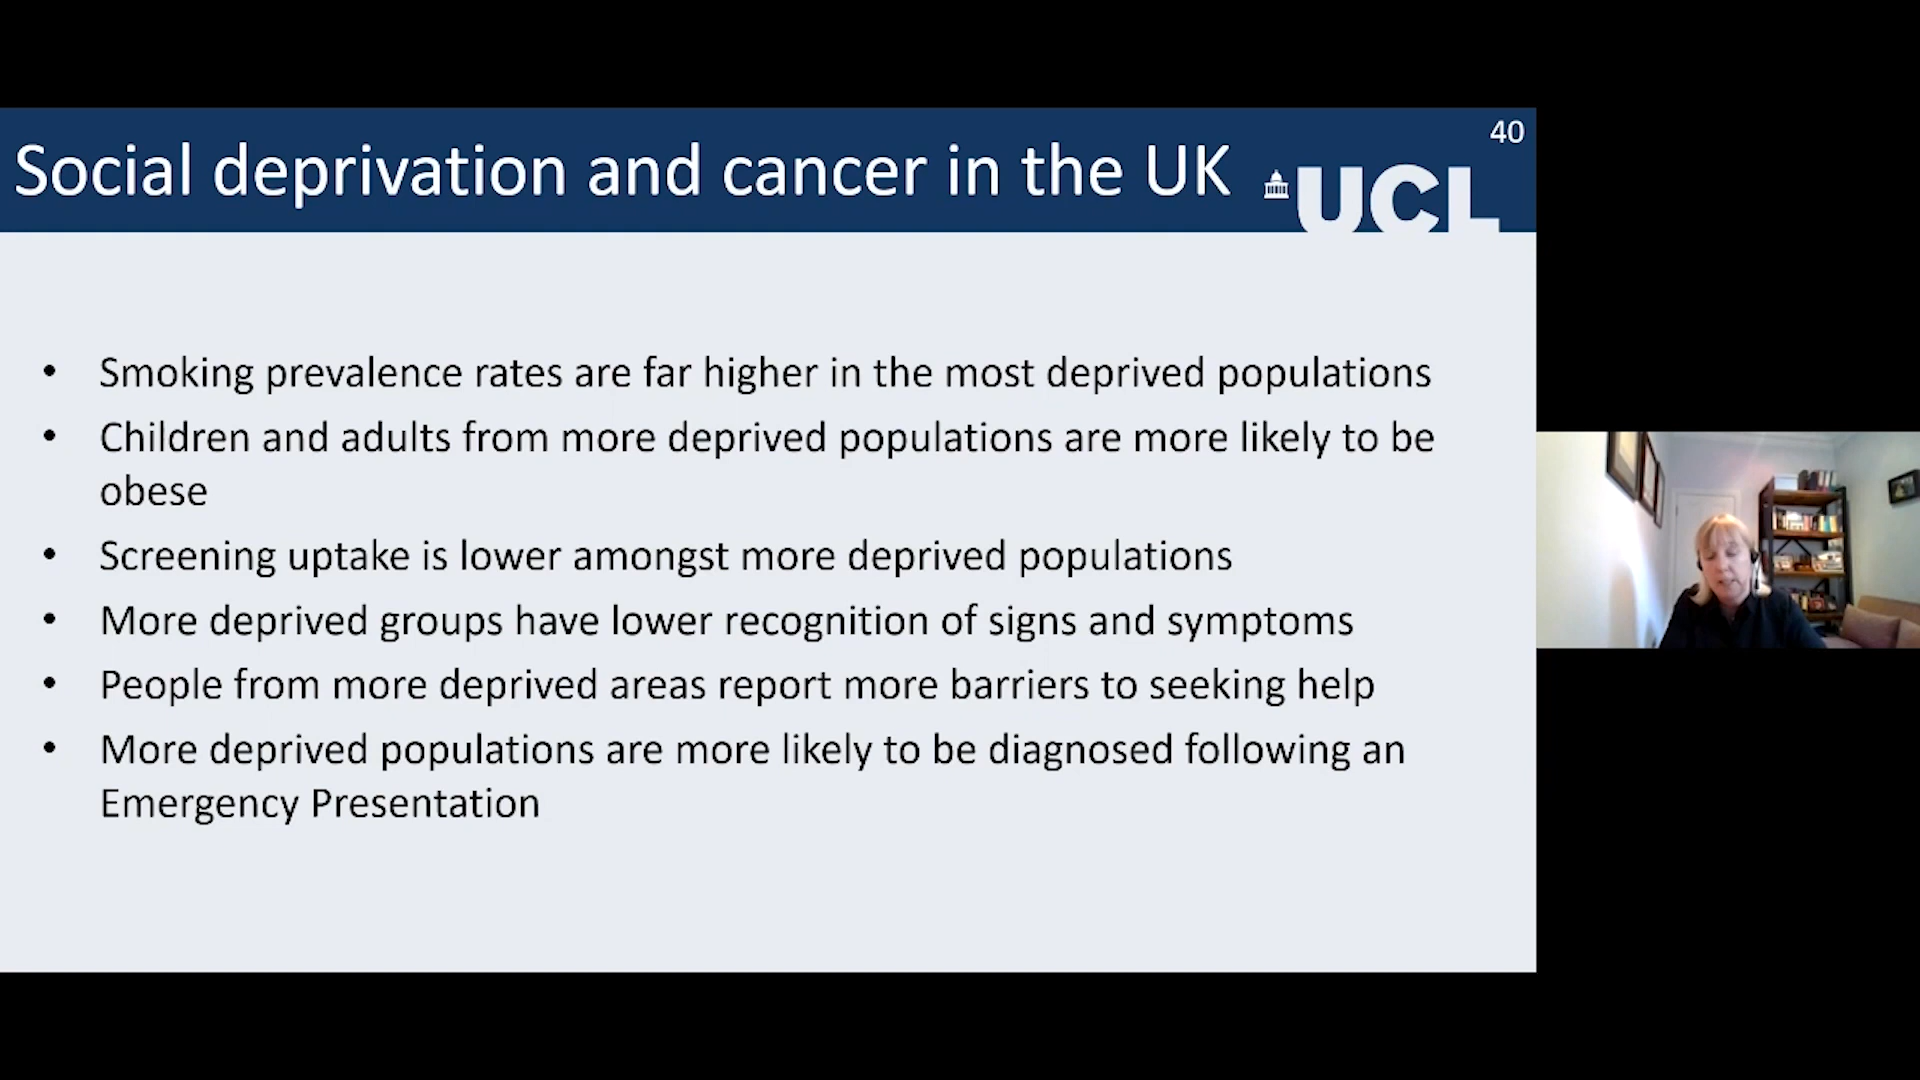 40
Social deprivation and cancer in the UK
UCL
• Smoking prevalence rates are far higher in the most deprived populations
• Children and adults from more deprived populations are more likely to be
obese
• Screening uptake is lower amongst more deprived populations
• More deprived groups have lower recognition of signs and symptoms
• People from more deprived areas report more barriers to seeking help
• More deprived populations are more likely to be diagnosed following an
Emergency Presentation